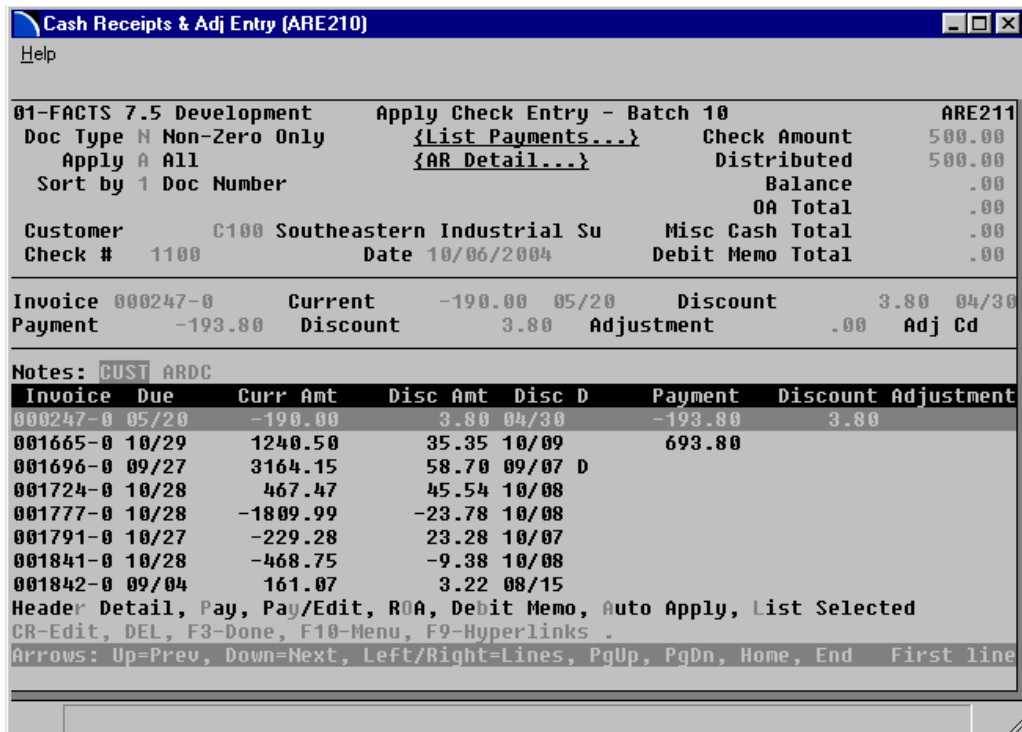 Cash Receipts & Adj Entry (ARE210)
Help
01-FACTS 7.5 Development Apply Check Entry - Batch 10 ARE211
Doc Type N Non-Zero Only {List Payments...} Check Amount 500.00
Apply A All {AR Detail...} Distributed 500.00
Sort by 1 Doc Number Balance .00
OA Total .00
Customer C100 Southeastern Industrial Su Misc Cash Total .00
Check # 1100 Date 10/06/2004 Debit Memo Total .00
Invoice 000247-0 Current -190.00 05/20 Discount 3.80 04/30
Payment -193.80 Discount 3.80 Adjustment .00 Adj Cd
Notes: CUST ARDC
Invoice Due Curr Amt Disc Amt Disc D Payment Discount Adjustment
000247-0 05/20 -190.00 3.80 04/30 -193.80 3.80
001665-0 10/29 1240.50 35.35 10/09 693.80
001696-0 09/27 3164.15 58.70 09/07 D
001724-0 10/28 467.47 45.54 10/08
001777-0 10/28 -1809.99 -23.78 10/08
001791-0 10/27 -229.28 23.28 10/07
001841-0 10/28 -468.75 -9.38 10/08
001842-0 09/04 161.07 3.22 08/15
Header Detail, Pay, Pay/Edit, ROA, Debit Memo, Auto Apply, List Selected
CR-Edit, DEL, F3-Done, F10-Menu, F9-Hyperlinks .
Arrows: Up=Prev, Down=Next, Left/Right=Lines, PgUp, PgDn, Home, End First line